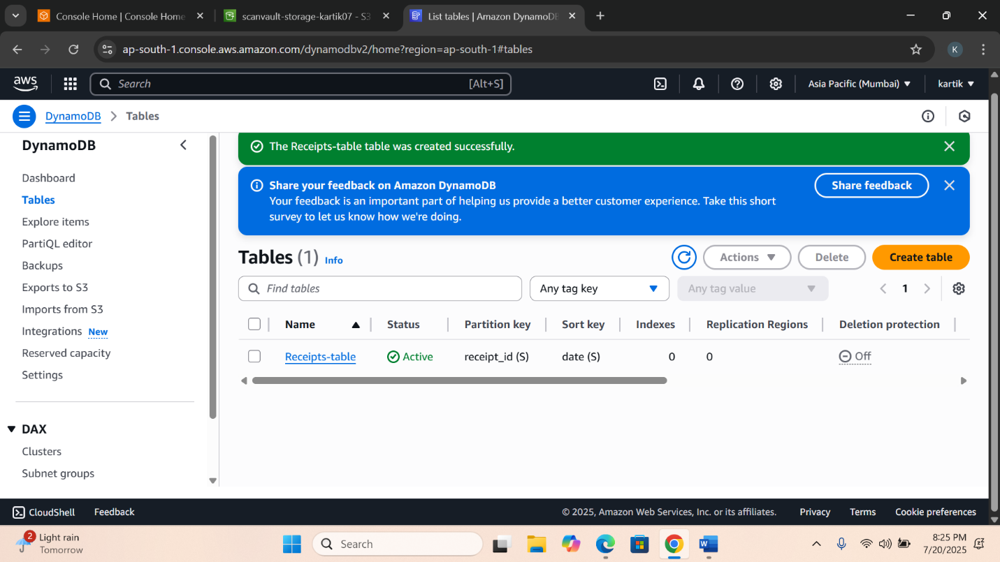 Console Home | Console Home
scanvault-storage-kartik07 - S3
List tables | Amazon DynamoDB
ap-south-1.console.aws.amazon.com/dynamodbv2/home?region=ap-south-1#tables
K
aws
Search [Alt+S]
Asia Pacific (Mumbai)
kartik
DynamoDB
Tables
DynamoDB
Dashboard
Tables
Explore items
PartiQL editor
Backups
Exports to S3
Imports from S3
Integrations New
Reserved capacity
Settings
DAX
Clusters
Subnet groups
The Receipts-table table was created successfully.
Share your feedback on Amazon DynamoDB
Your feedback is an important part of helping us provide a better customer experience. Take this short
survey to let us know how we're doing.
Share feedback
Tables (1) Info
Actions
Delete
Create table
Find tables
Any tag key
Any tag value
1
Name Status Partition key Sort key Indexes Replication Regions Deletion protection
Receipts-table Active receipt_id (S) date (S) 0 0 Off
CloudShell
Feedback
© 2025, Amazon Web Services, Inc. or its affiliates.
Privacy
Terms
Cookie preferences
2
Light rain
Tomorrow
Search
W
8:25 PM
7/20/2025